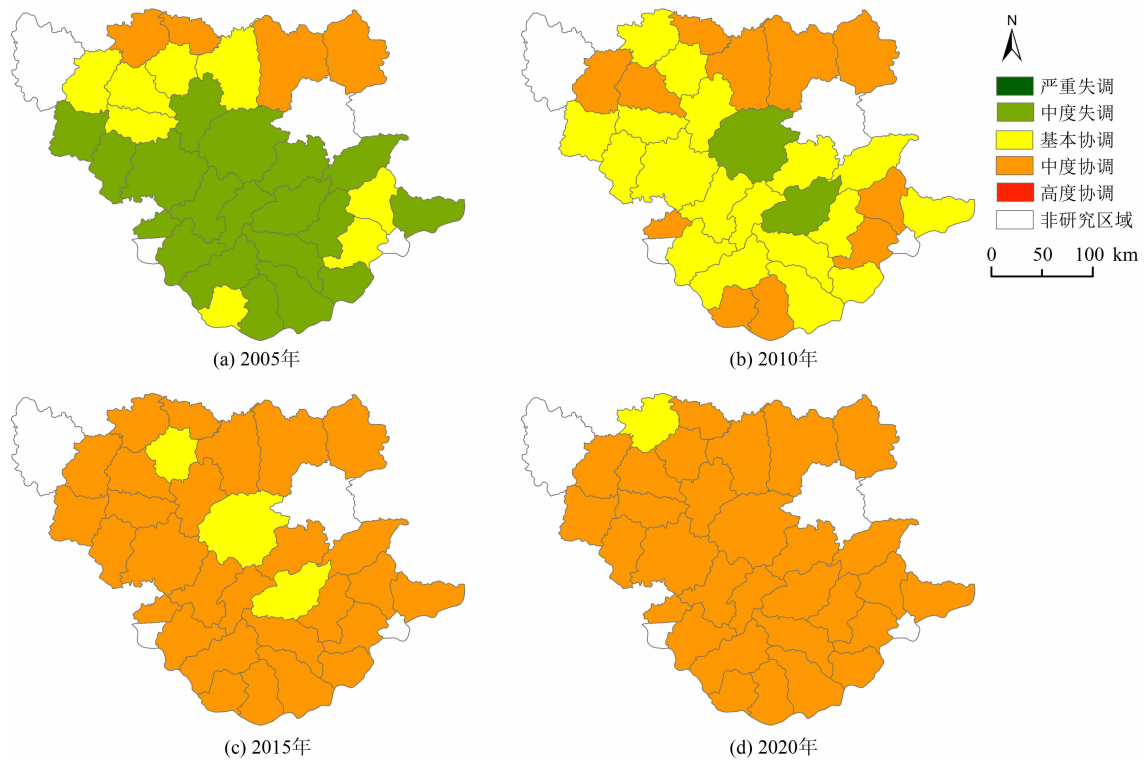 N
严重失调
中度失调
基本协调
中度协调
高度协调
非研究区域
0 50 100 km
(a) 2005年
(b) 2010年
(c) 2015年
(d) 2020年